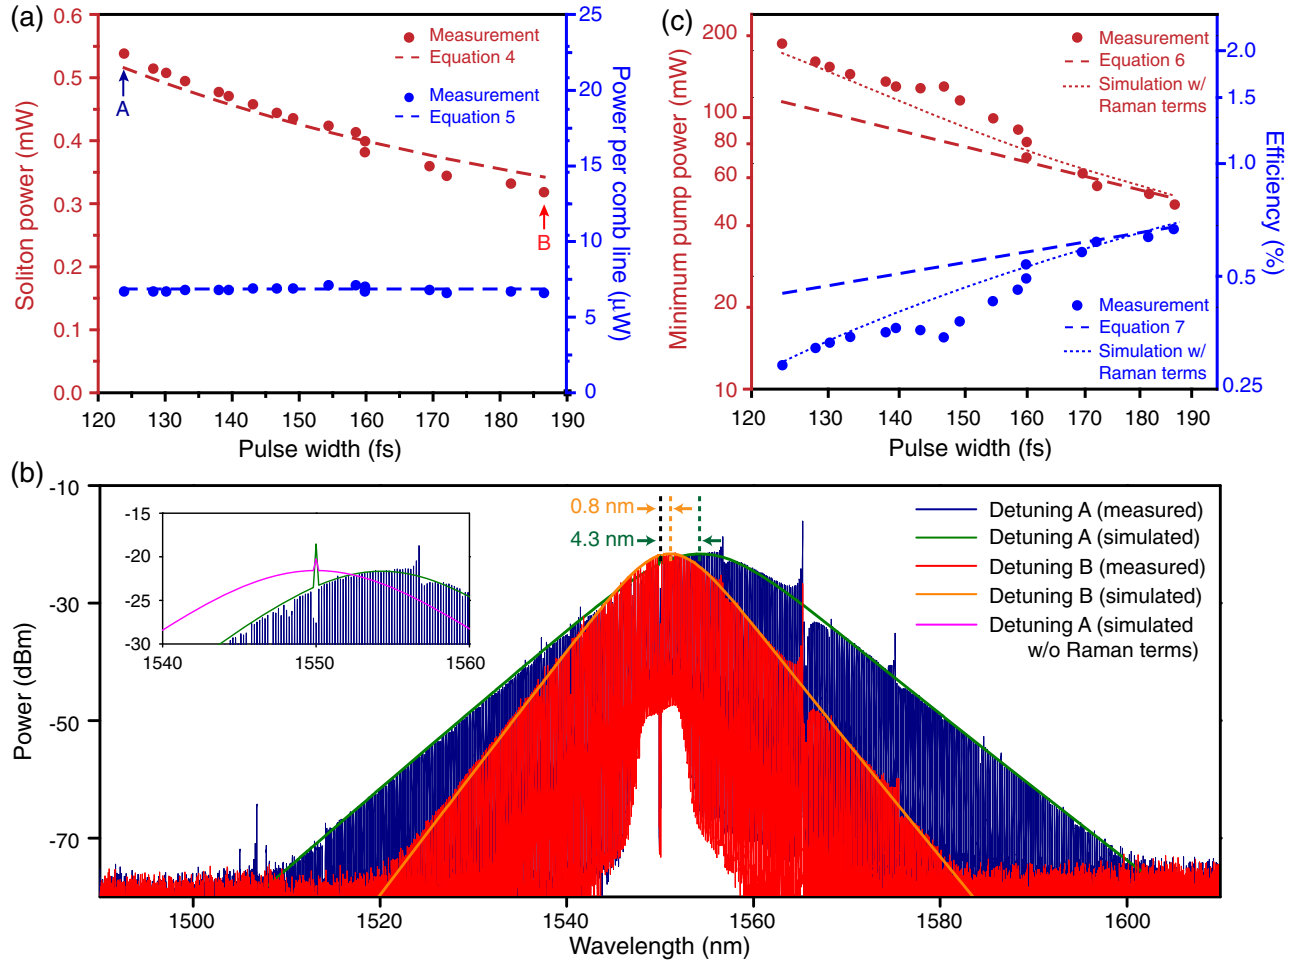 (a)
0.6
0.5
0.4
0.3
0.2
0.1
0.0
Soliton power (mW)
25
20
15
10
5
0
Power per comb line (μW)
Measurement
Equation 4
Measurement
Equation 5
A
B
120 130 140 150 160 170 180 190
Pulse width (fs)
(c)
200
100
80
60
40
20
10
Minimum pump power (mW)
2.0
1.5
1.0
0.5
0.25
Efficiency (%)
Measurement
Equation 6
Simulation w/
Raman terms
Measurement
Equation 7
Simulation w/
Raman terms
120 130 140 150 160 170 180 190
Pulse width (fs)
(b)
-10
-30
-50
-70
Power (dBm)
-15
-21
-25
-30
1540 1550 1560
0.8 nm
4.3 nm
Detuning A (measured)
Detuning A (simulated)
Detuning B (measured)
Detuning B (simulated)
Detuning A (simulated
w/o Raman terms)
1500 1520 1540 1560 1580 1600
Wavelength (nm)